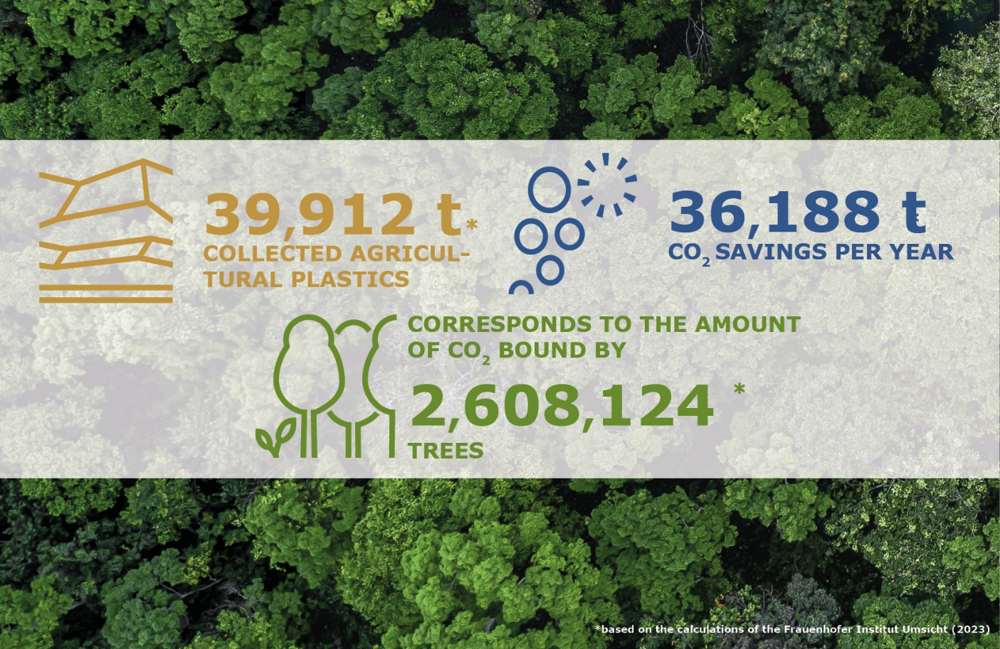 39,912 t*
COLLECTED AGRICUL-
TURAL PLASTICS
36,188 t
CO₂ SAVINGS PER YEAR
CORRESPONDS TO THE AMOUNT
OF CO₂ BOUND BY
2,608,124 *
TREES
*based on the calculations of the Frauenhofer Institut Umsicht (2023)